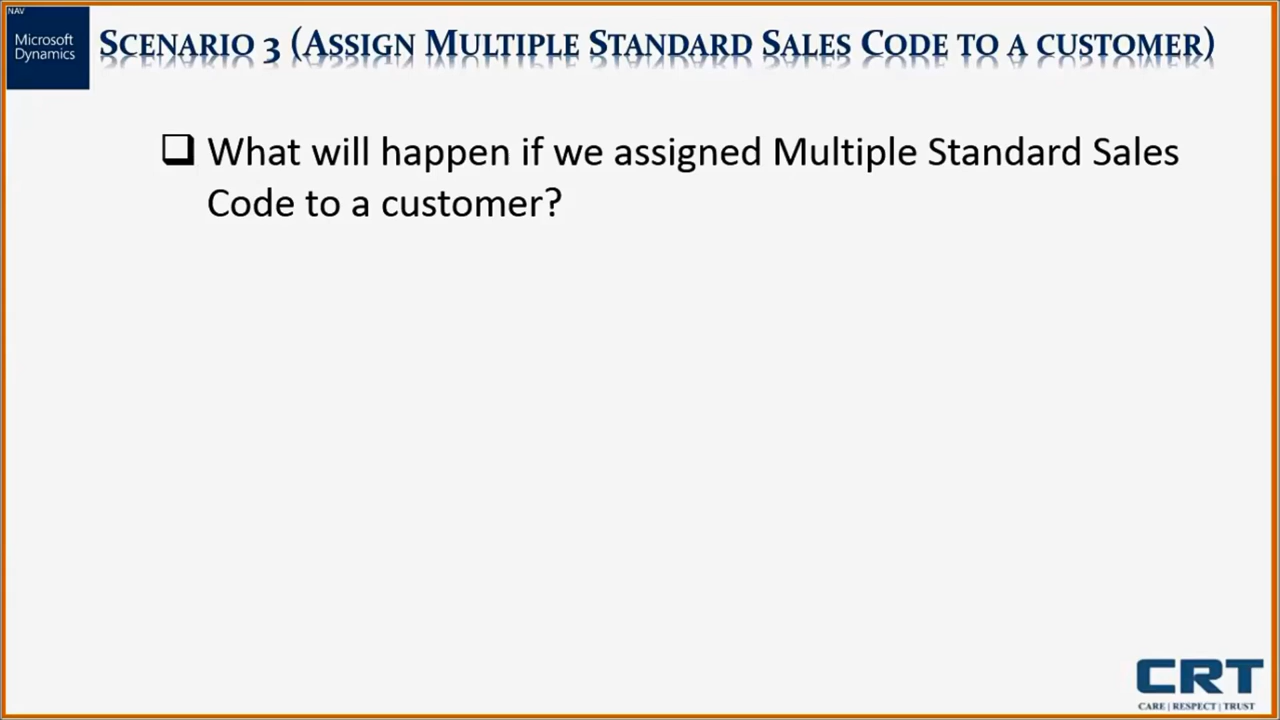 NAV
Microsoft
Dynamics
SCENARIO 3 (ASSIGN MULTIPLE STANDARD SALES CODE TO A CUSTOMER)
What will happen if we assigned Multiple Standard Sales
Code to a customer?
CRT
CARE | RESPECT | TRUST